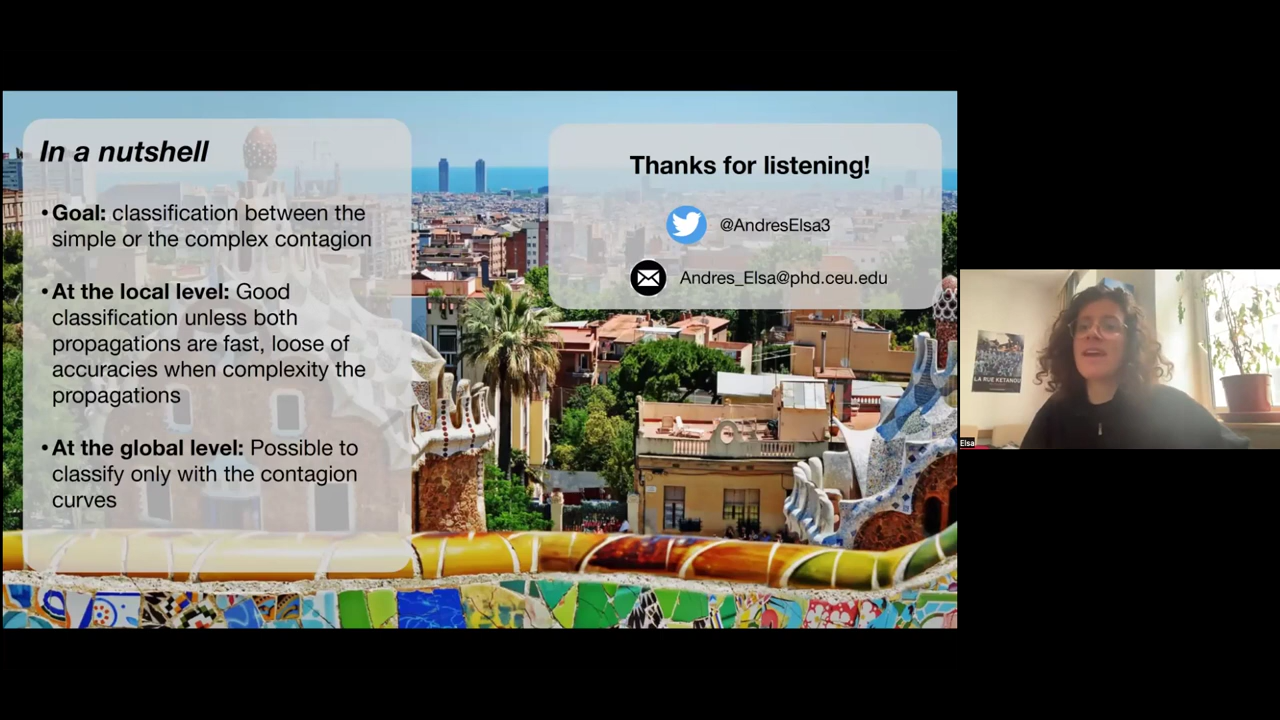 In a nutshell
•Goal: classification between the
simple or the complex contagion
•At the local level: Good
classification unless both
propagations are fast, loose of
accuracies when complexity the
propagations
•At the global level: Possible to
classify only with the contagion
curves
Thanks for listening!
@AndresElsa3
Andres_Elsa@phd.ceu.edu
LA RUE KETANOU
Elsa